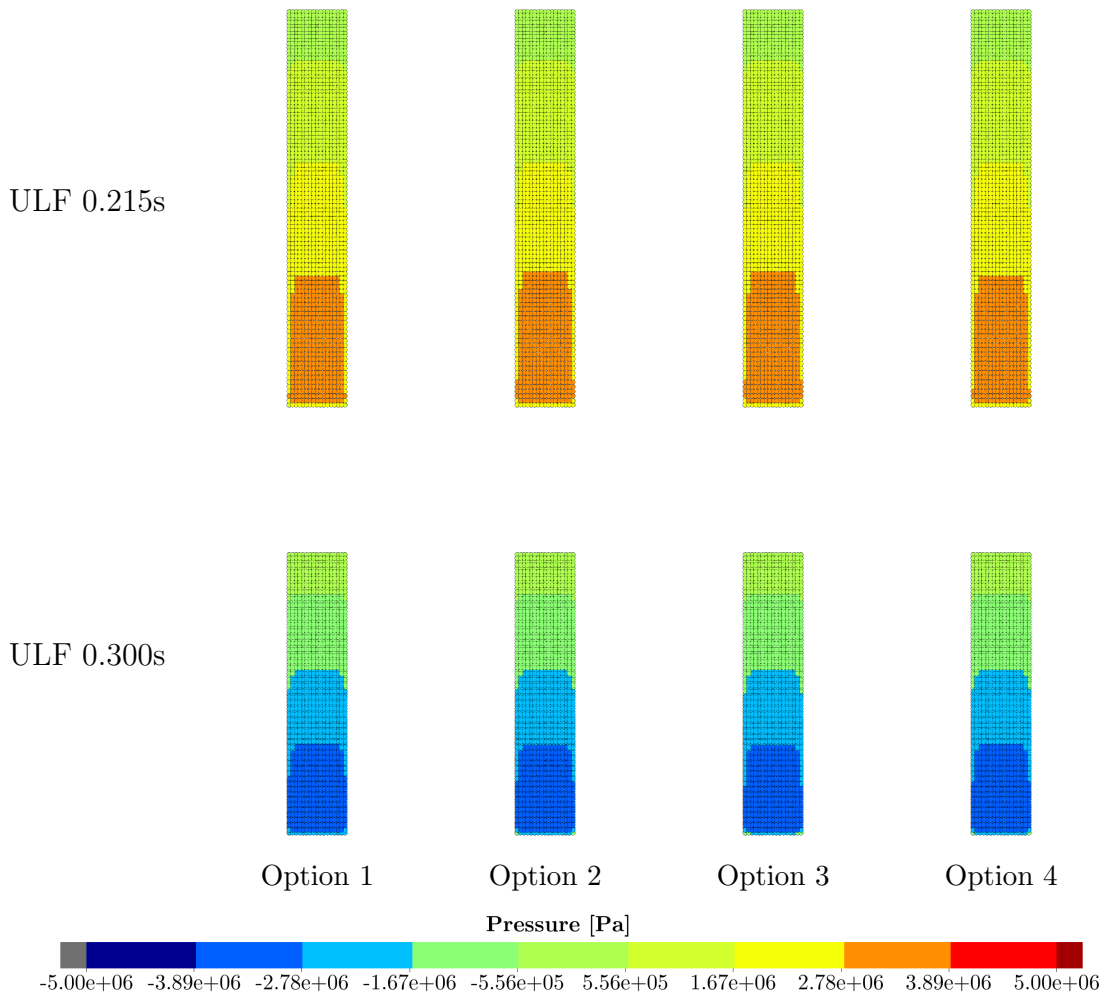 ULF 0.215s
ULF 0.300s
Option 1 Option 2 Option 3 Option 4
Pressure [Pa]
-5.00e+06 -3.89e+06 -2.78e+06 -1.67e+06 -5.56e+05 5.56e+05 1.67e+06 2.78e+06 3.89e+06 5.00e+06